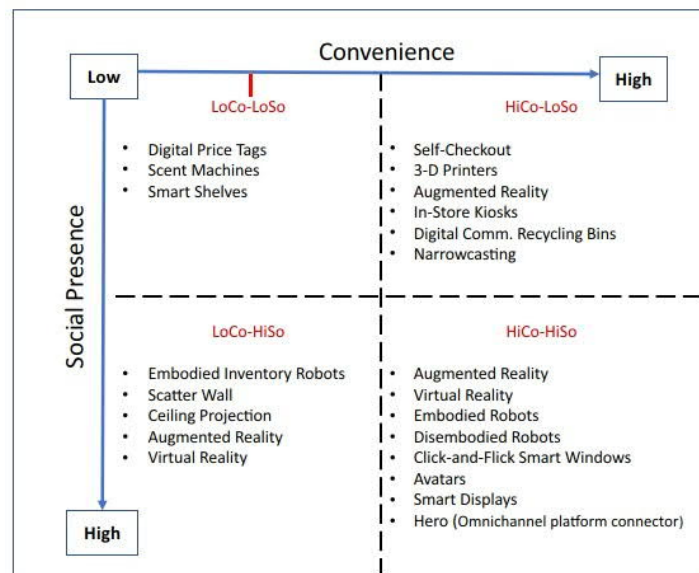 Convenience
Low
High
LoCo-LoSo
HiCo-LoSo
• Digital Price Tags
• Scent Machines
• Smart Shelves
• Self-Checkout
• 3-D Printers
• Augmented Reality
• In-Store Kiosks
• Digital Comm. Recycling Bins
• Narrowcasting
Social Presence
LoCo-HiSo
HiCo-HiSo
• Embodied Inventory Robots
• Scatter Wall
• Ceiling Projection
• Augmented Reality
• Virtual Reality
• Augmented Reality
• Virtual Reality
• Embodied Robots
• Disembodied Robots
• Click-and-Flick Smart Windows
• Avatars
• Smart Displays
• Hero (Omnichannel platform connector)
High